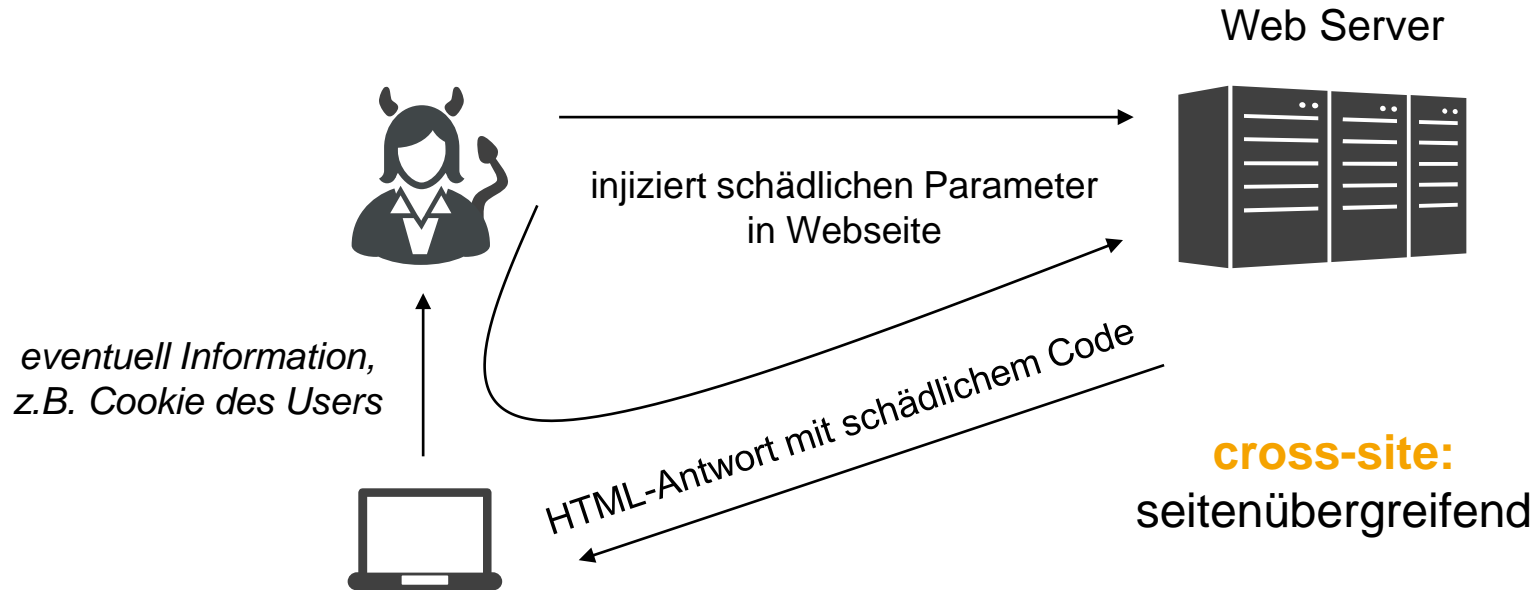 Web Server
injiziert schädlichen Parameter
in Webseite
eventuell Information,
z.B. Cookie des Users
HTML-Antwort mit schädlichem Code
cross-site:
seitenübergreifend